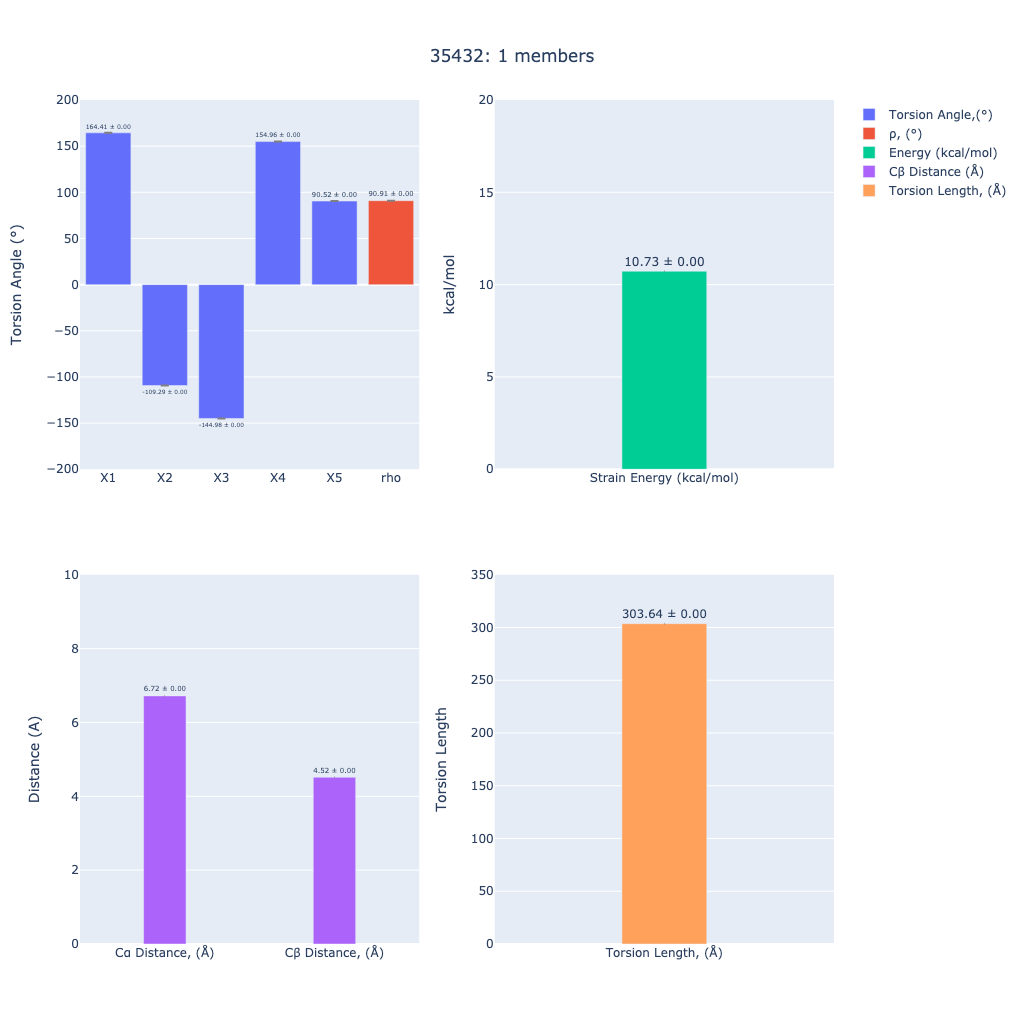 35432: 1 members
Torsion Angle (°)
200
150
100
50
0
−50
−100
−150
−200
164.41 ± 0.00
-109.29 ± 0.00
-144.98 ± 0.00
154.96 ± 0.00
90.52 ± 0.00
90.91 ± 0.00
X1 X2 X3 X4 X5 rho
kcal/mol
20
15
10
5
0
10.73 ± 0.00
Strain Energy (kcal/mol)
Torsion Angle,(°)
ρ, (°)
Energy (kcal/mol)
Cβ Distance (Å)
Torsion Length, (Å)
Distance (A)
10
8
6
4
2
0
6.72 ± 0.00
4.52 ± 0.00
Cα Distance, (Å) Cβ Distance, (Å)
Torsion Length
350
300
250
200
150
100
50
0
303.64 ± 0.00
Torsion Length, (Å)